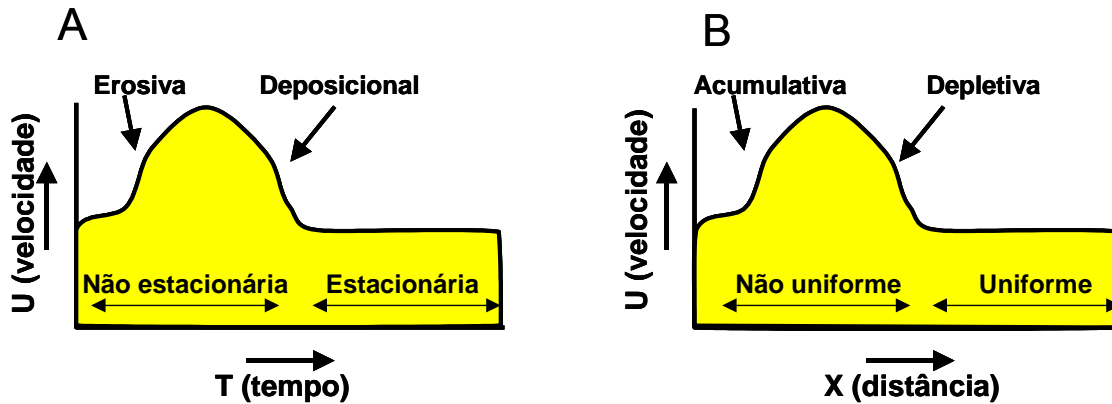 A
Erosiva
Deposicional
U (velocidade)
Não estacionária
Estacionária
T (tempo)
B
Acumulativa
Depletiva
U (velocidade)
Não uniforme
Uniforme
X (distância)